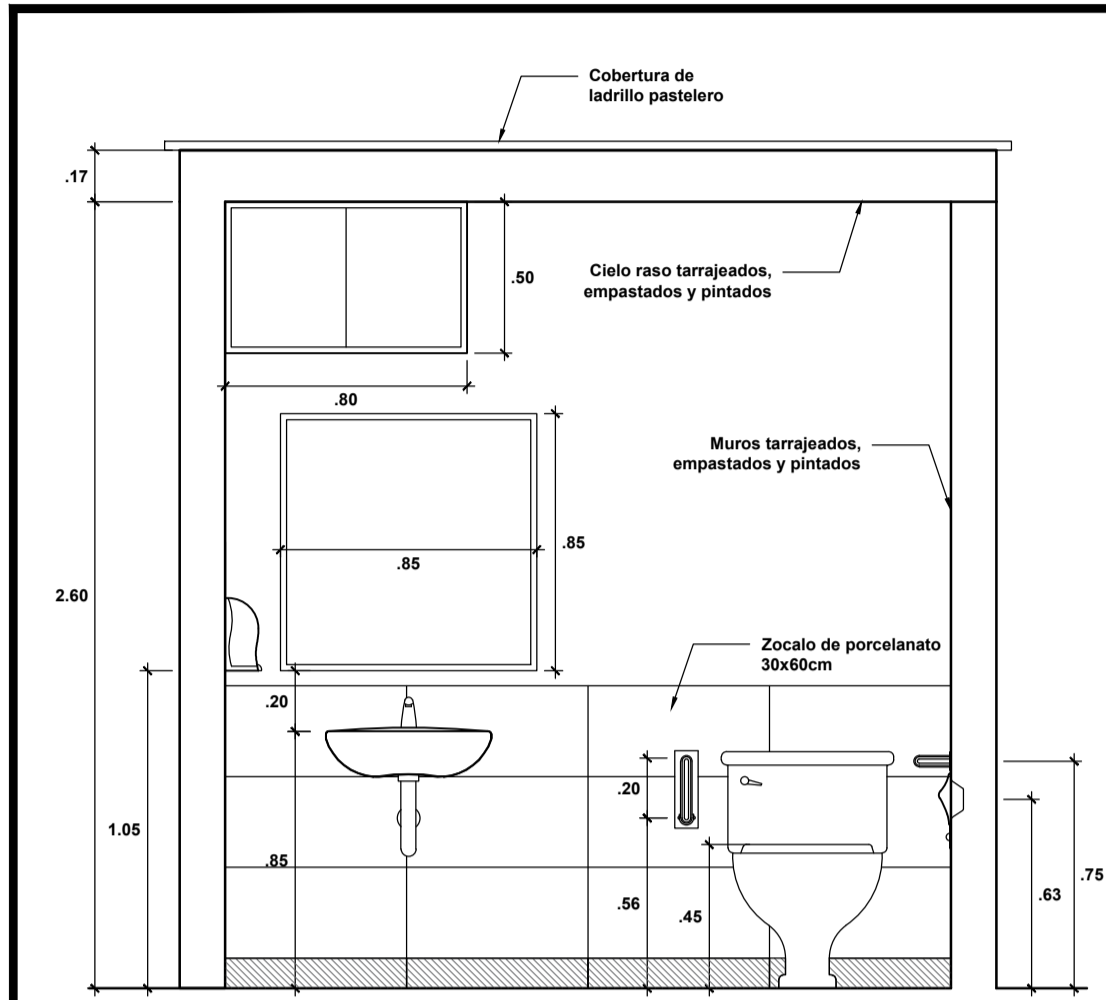 Cobertura de
ladrillo pastelero
.17
.50
Cielo raso tarrajeados,
empastados y pintados
.80
Muros tarrajeados,
empastados y pintados
.85
.85
2.60
Zocalo de porcelanato
30x60cm
.20
.20
1.05
.85
.56
.45
.63
.75